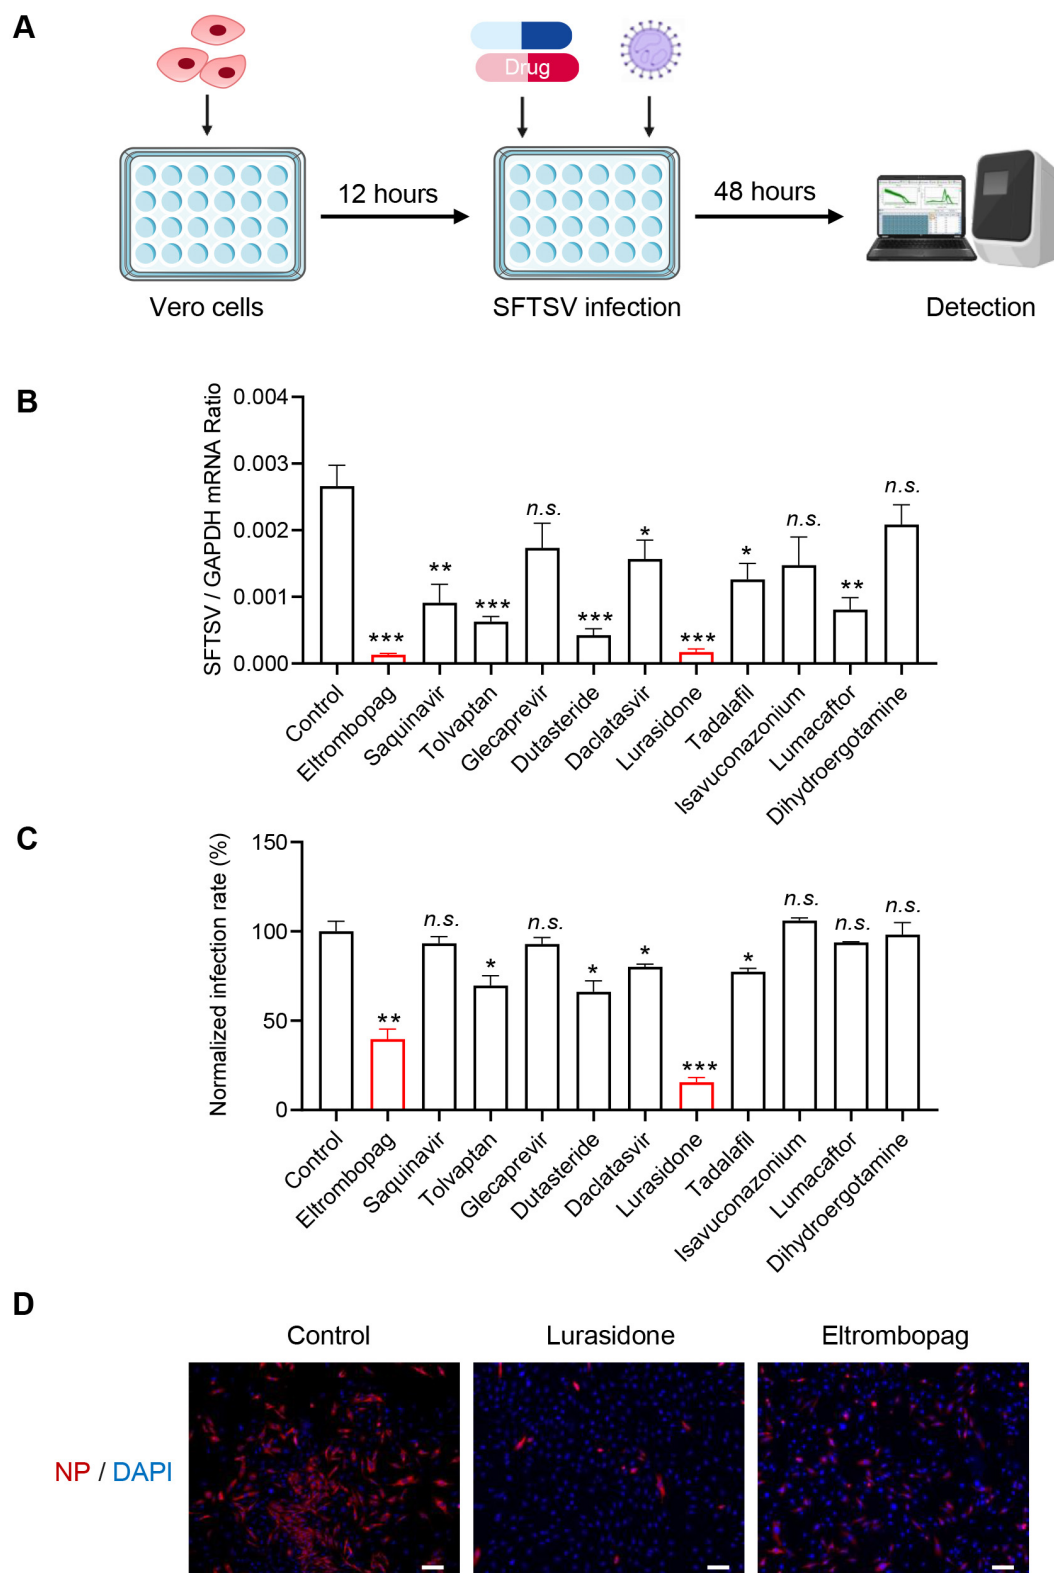 A
Drug
12 hours
48 hours
Vero cells
SFTSV infection
Detection
B
SFTSV / GAPDH mRNA Ratio
0.004
0.003
0.002
0.001
0.000
***
**
***
n.s.
***
*
***
*
n.s.
**
n.s.
Control
Eltrombopag
Saquinavir
Tolvaptan
Glecaprevir
Dutasteride
Daclatasvir
Lurasidone
Tadalafil
Isavuconazonium
Lumacaftor
Dihydroergotamine
C
Normalized infection rate (%)
150
100
50
0
**
n.s.
*
n.s.
*
*
***
*
n.s.
n.s.
n.s.
Control
Eltrombopag
Saquinavir
Tolvaptan
Glecaprevir
Dutasteride
Daclatasvir
Lurasidone
Tadalafil
Isavuconazonium
Lumacaftor
Dihydroergotamine
D
Control
Lurasidone
Eltrombopag
NP / DAPI